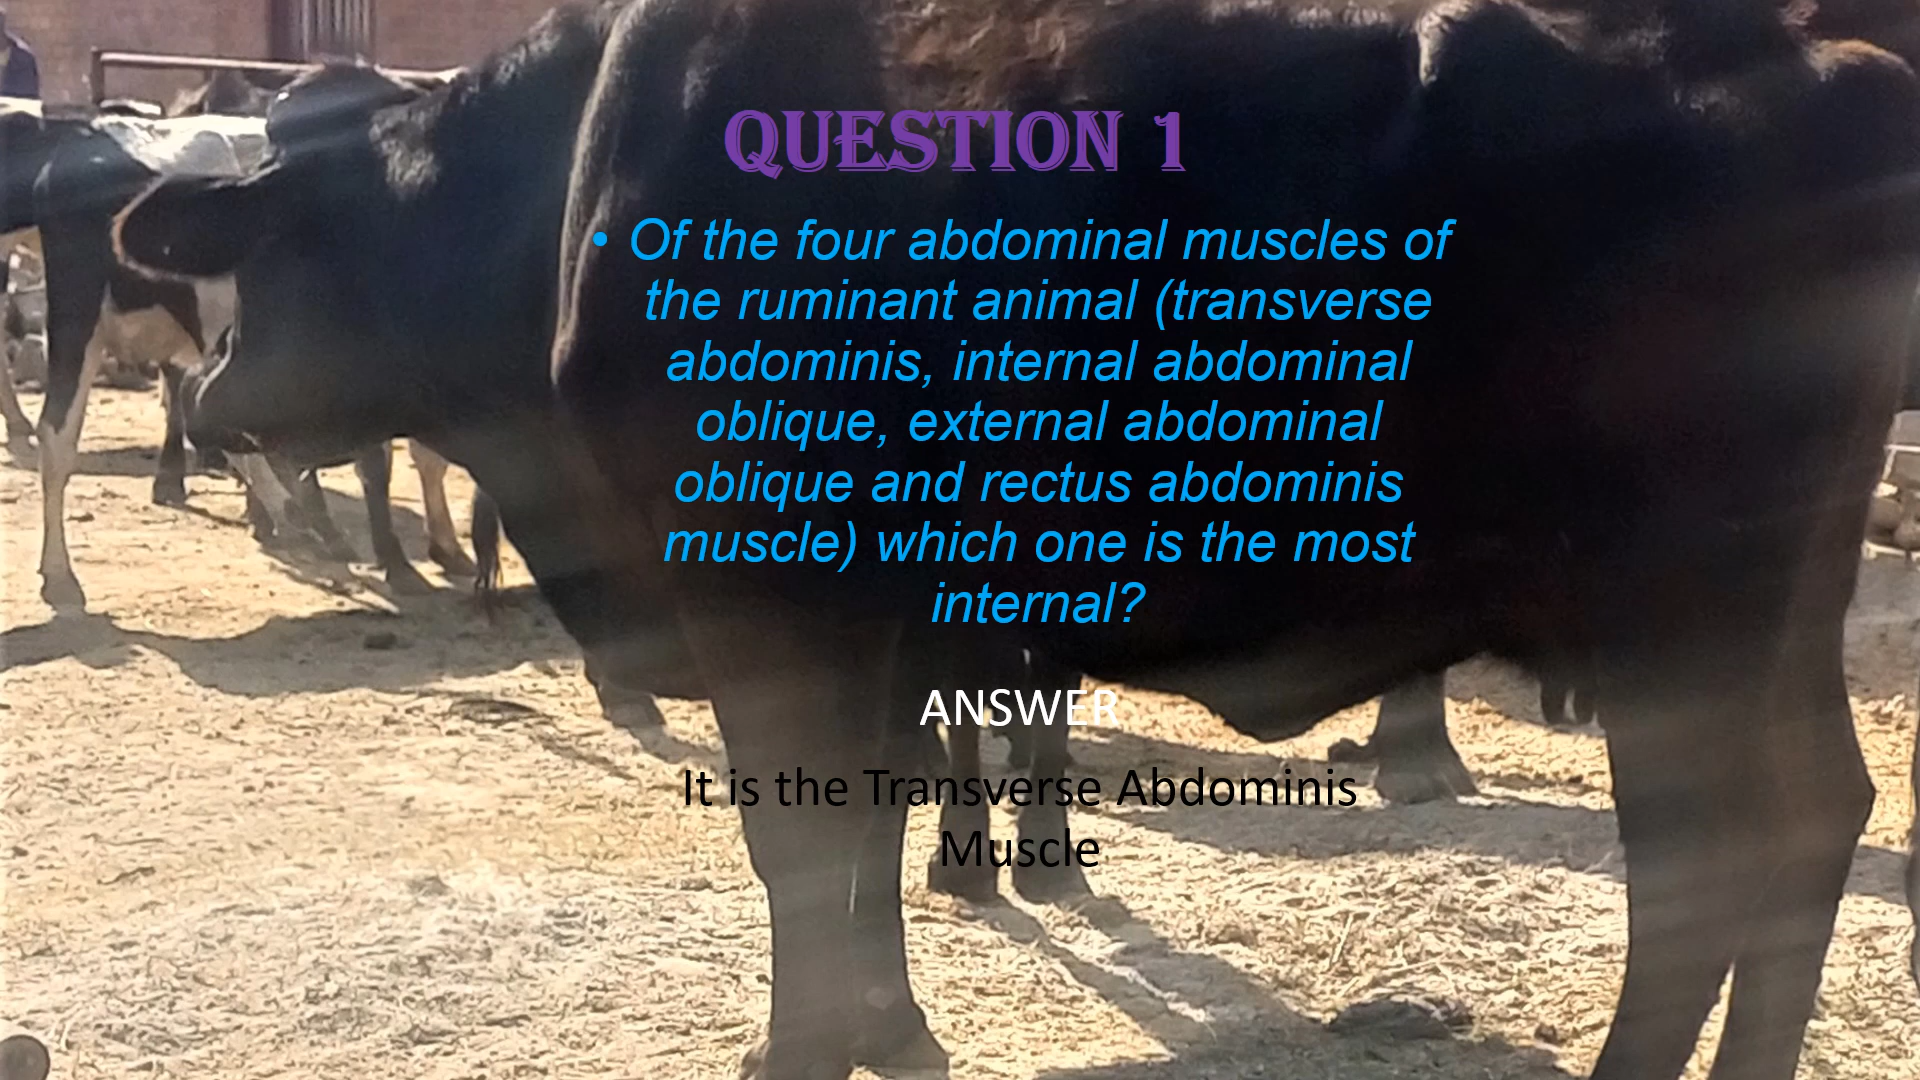 QUESTION 1
• Of the four abdominal muscles of
the ruminant animal (transverse
abdominis, internal abdominal
oblique, external abdominal
oblique and rectus abdominis
muscle) which one is the most
internal?
ANSWER
It is the Transverse Abdominis
Muscle